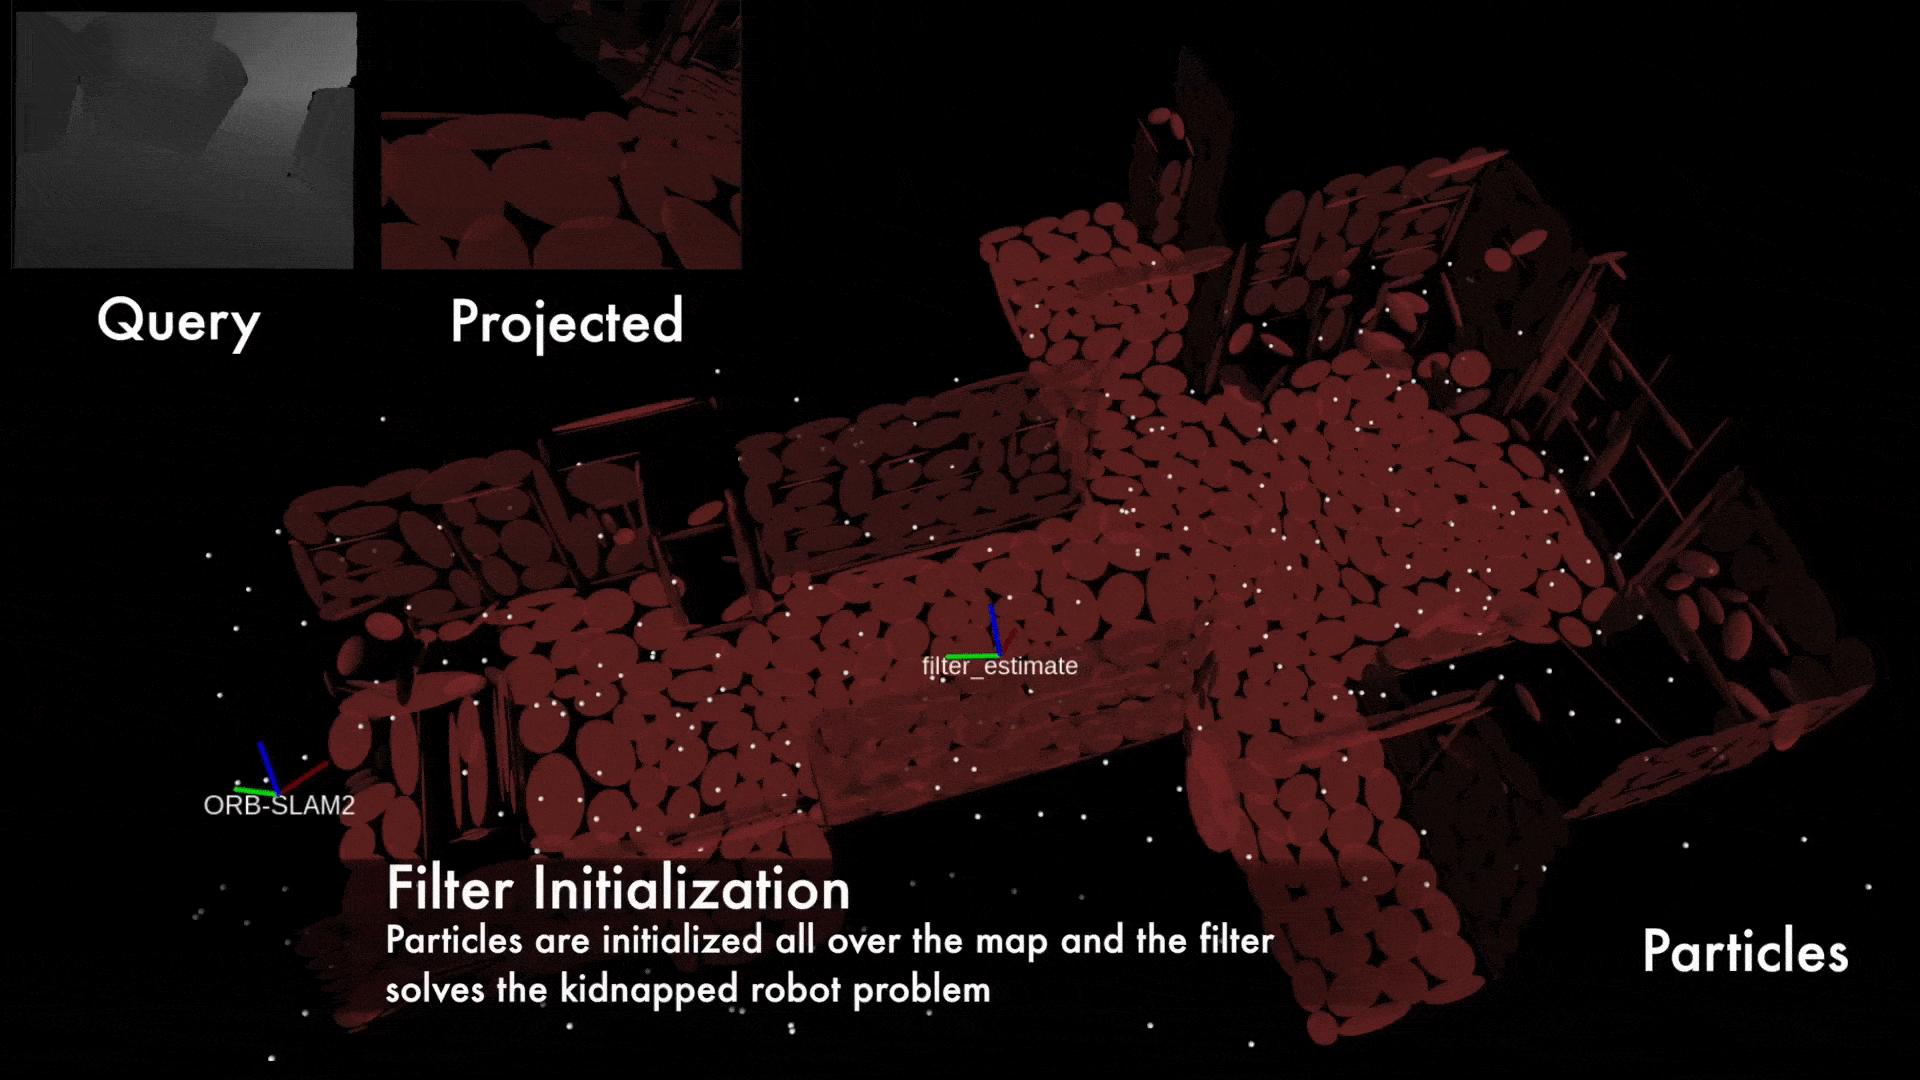 Query
Projected
filter_estimate
ORB-SLAM2
Filter Initialization
Particles are initialized all over the map and the filter
solves the kidnapped robot problem
Particles